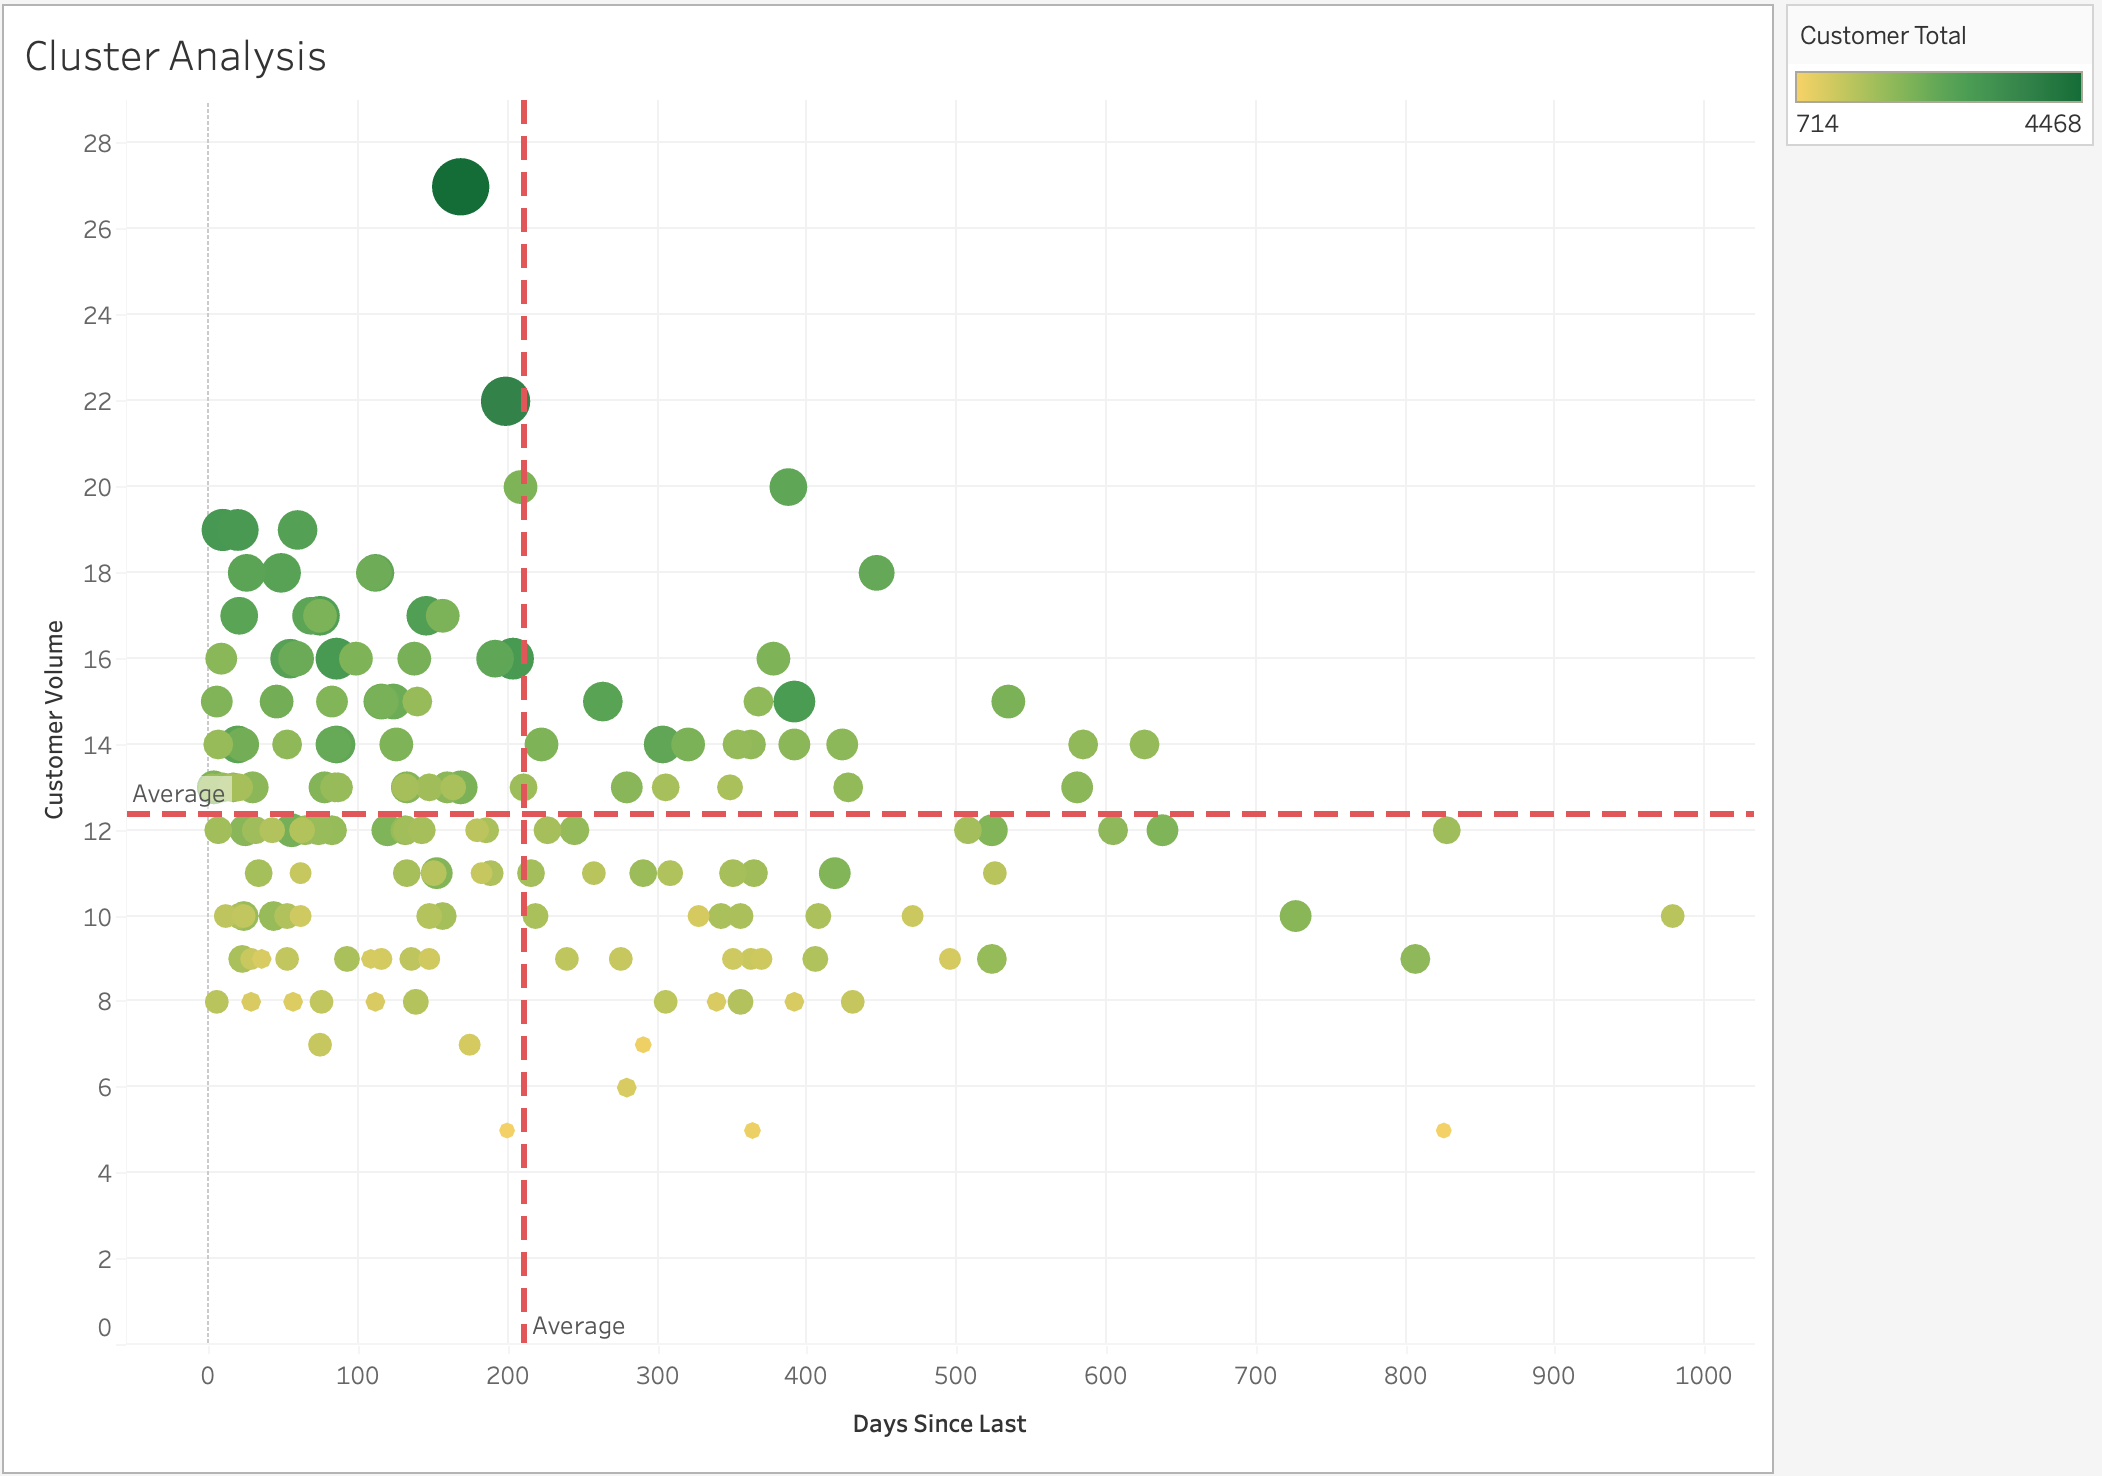 Cluster Analysis
Customer Total
714 4468
28
26
24
22
20
18
16
14
12
10
8
6
4
2
0
Customer Volume
Average
Average
0 100 200 300 400 500 600 700 800 900 1000
Days Since Last